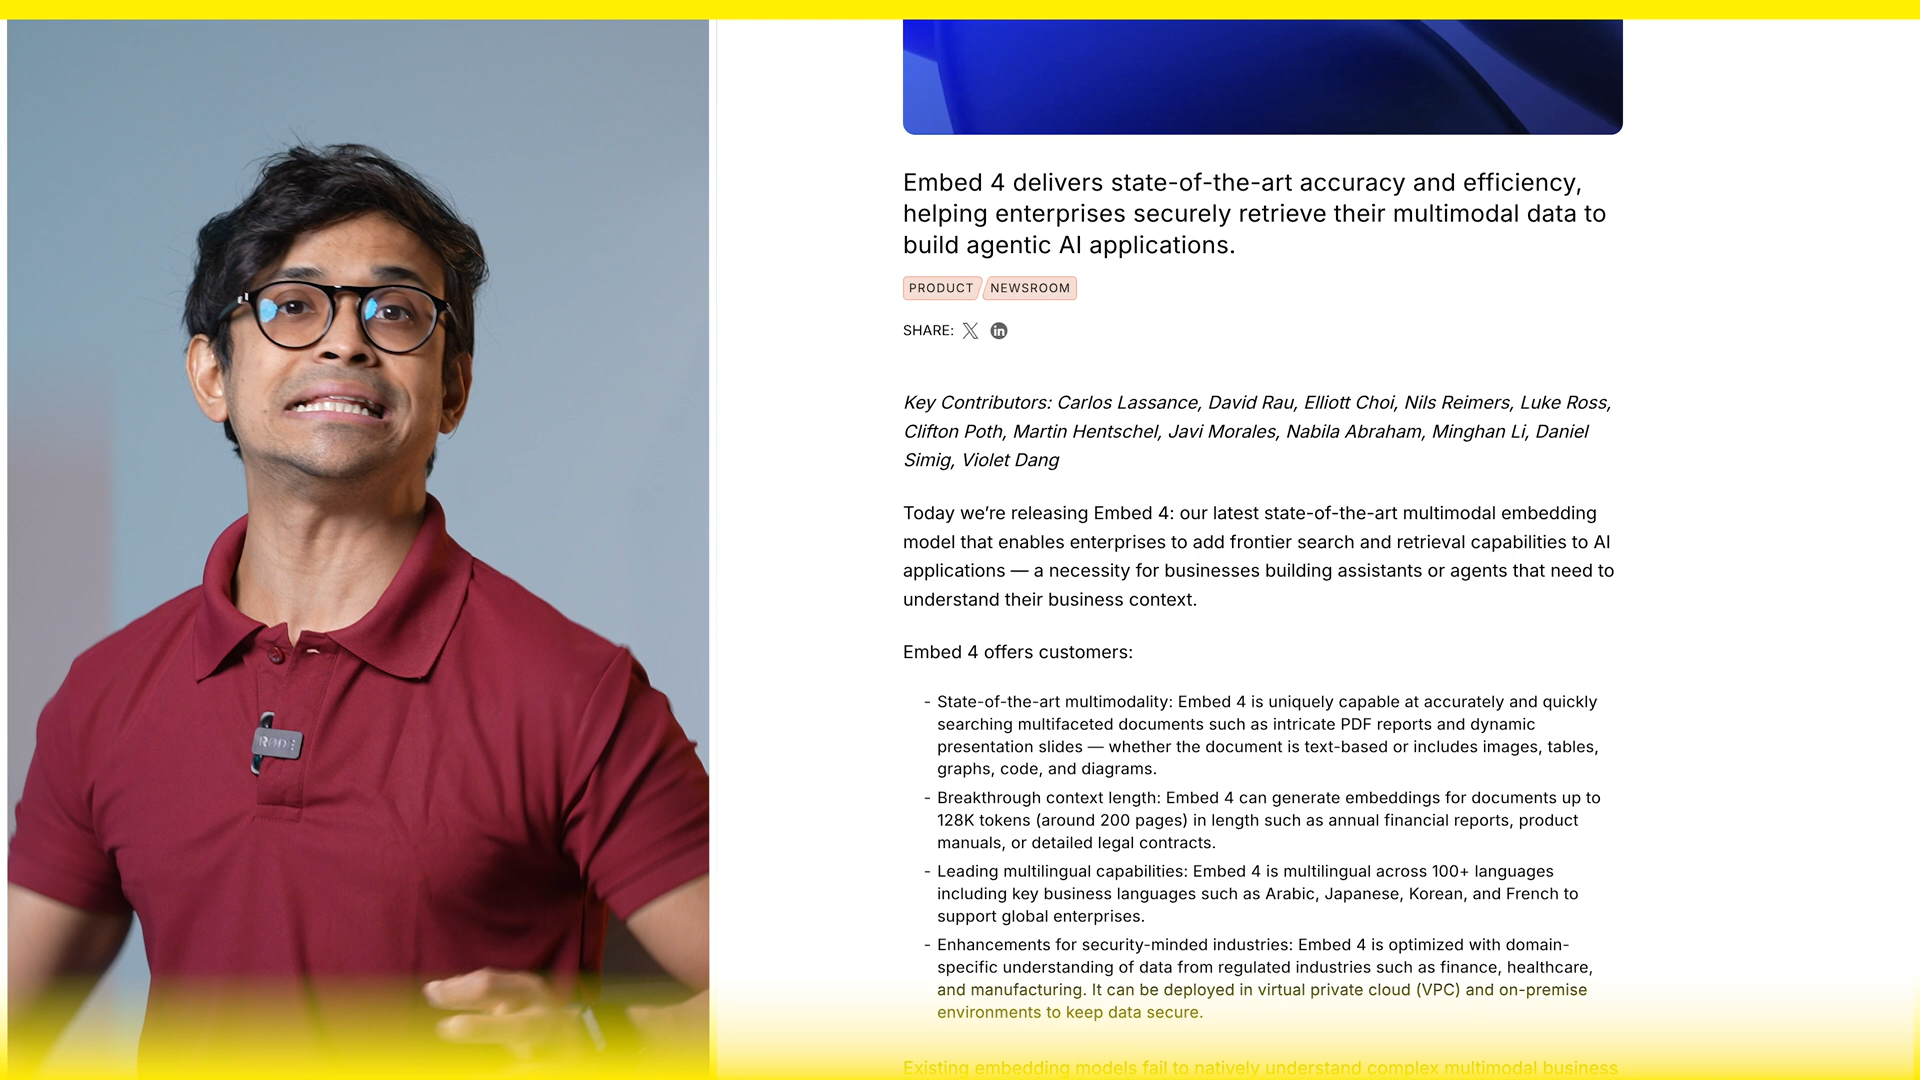 Embed 4 delivers state-of-the-art accuracy and efficiency,
helping enterprises securely retrieve their multimodal data to
build agentic AI applications.
PRODUCT NEWSROOM
SHARE:
Key Contributors: Carlos Lassance, David Rau, Elliott Choi, Nils Reimers, Luke Ross,
Clifton Poth, Martin Hentschel, Javi Morales, Nabila Abraham, Minghan Li, Daniel
Simig, Violet Dang
Today we’re releasing Embed 4: our latest state-of-the-art multimodal embedding
model that enables enterprises to add frontier search and retrieval capabilities to AI
applications — a necessity for businesses building assistants or agents that need to
understand their business context.
Embed 4 offers customers:
- State-of-the-art multimodality: Embed 4 is uniquely capable at accurately and quickly
searching multifaceted documents such as intricate PDF reports and dynamic
presentation slides — whether the document is text-based or includes images, tables,
graphs, code, and diagrams.
- Breakthrough context length: Embed 4 can generate embeddings for documents up to
128K tokens (around 200 pages) in length such as annual financial reports, product
manuals, or detailed legal contracts.
- Leading multilingual capabilities: Embed 4 is multilingual across 100+ languages
including key business languages such as Arabic, Japanese, Korean, and French to
support global enterprises.
- Enhancements for security-minded industries: Embed 4 is optimized with domain-
specific understanding of data from regulated industries such as finance, healthcare,
and manufacturing. It can be deployed in virtual private cloud (VPC) and on-premise
environments to keep data secure.
Existing embedding models fail to natively understand complex multimodal business
RØDE